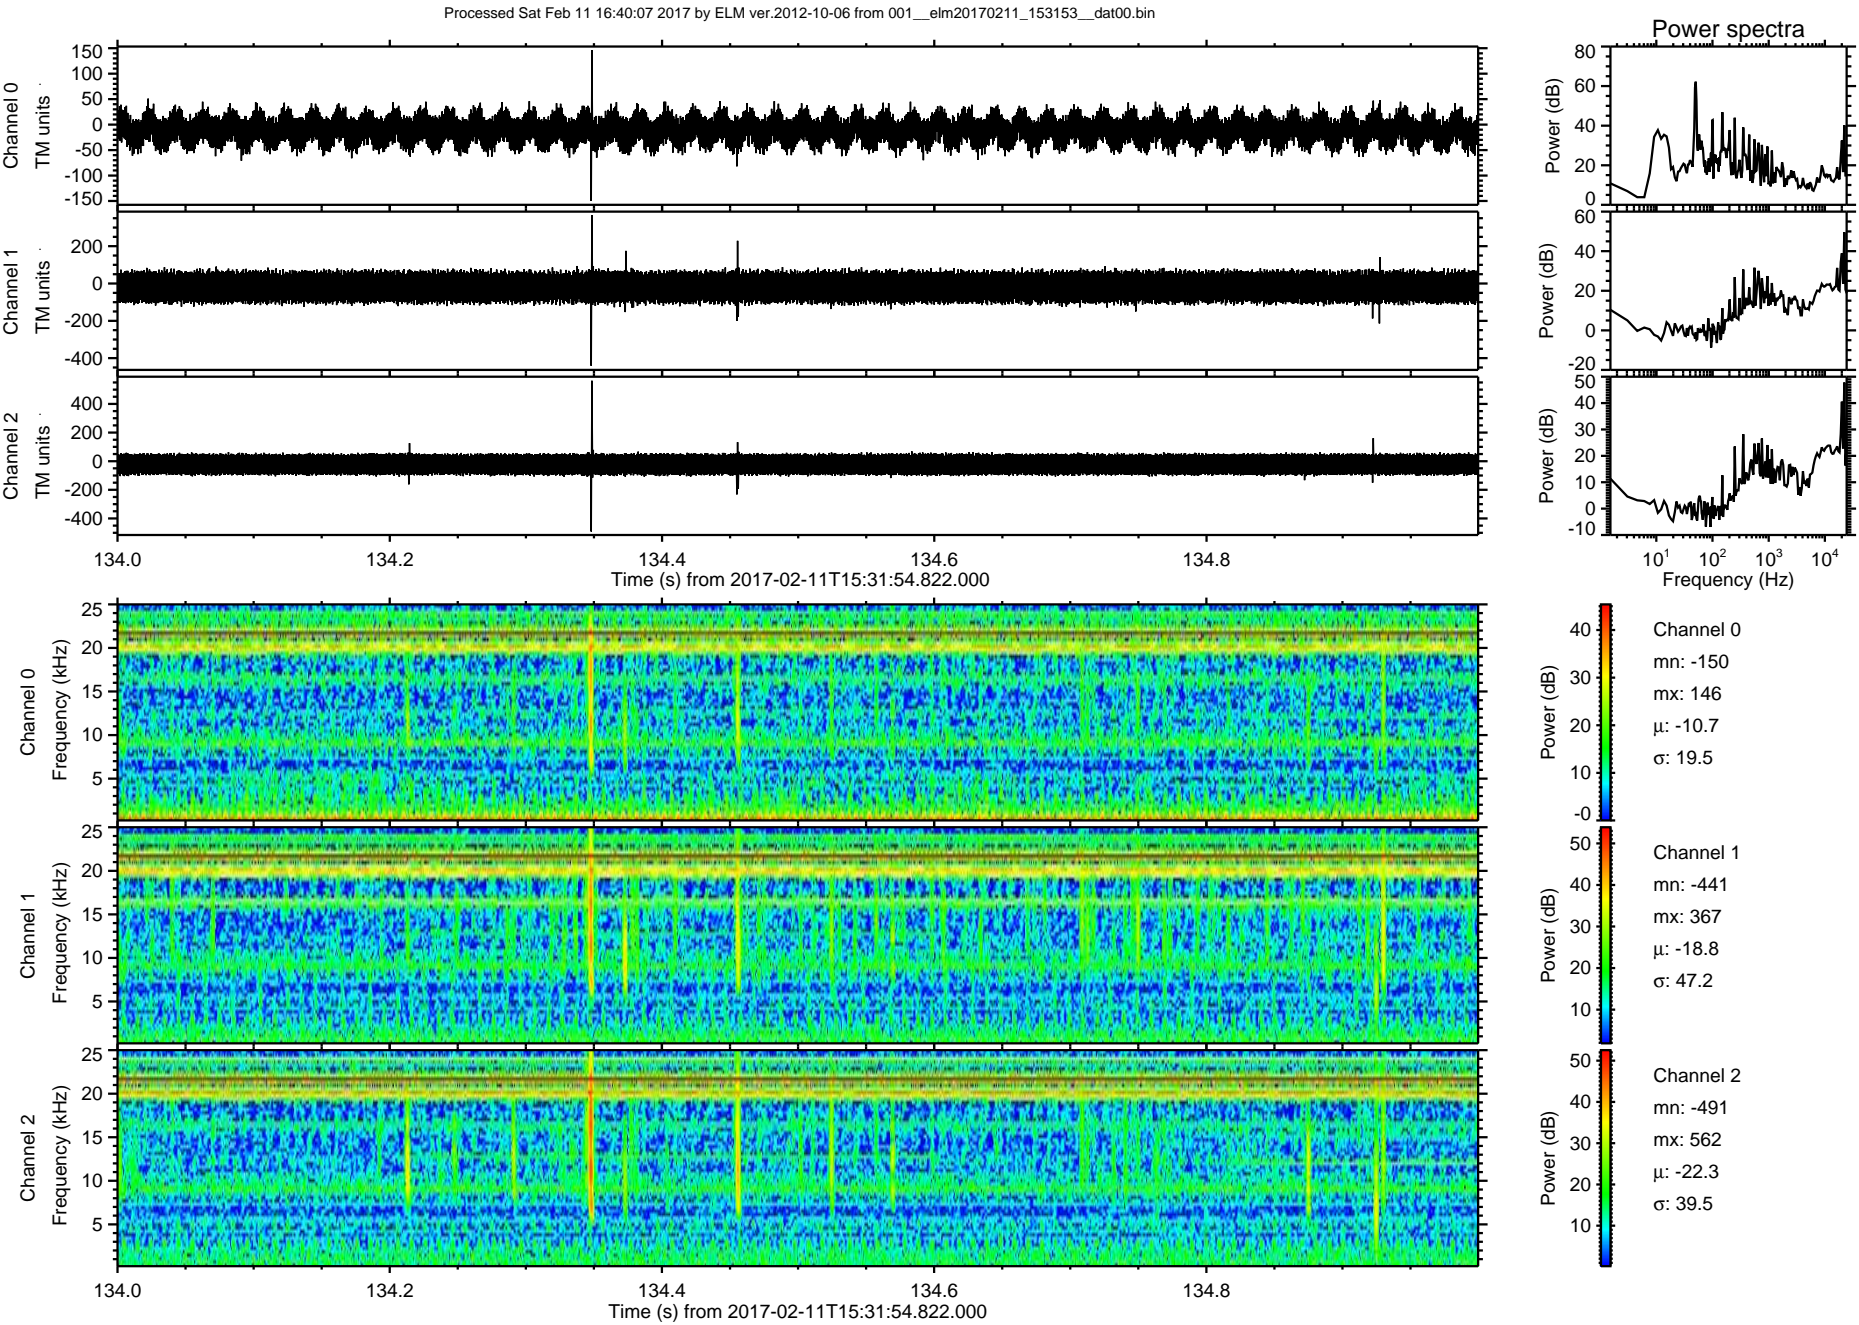 Processed Sat Feb 11 16:40:07 2017 by ELM ver.2012-10-06 from 001__elm20170211_153153__dat00.bin
Power spectra
Channel 0
TM units
150
100
50
0
-50
-100
-150
Power (dB)
80
60
40
20
0
Channel 1
TM units
200
0
-200
-400
Power (dB)
60
40
20
0
-20
Channel 2
TM units
400
200
0
-200
-400
Power (dB)
50
40
30
20
10
0
-10
134.0 134.2 134.4 134.6 134.8
Time (s) from 2017-02-11T15:31:54.822.000
10^1 10^2 10^3 10^4
Frequency (Hz)
Channel 0
Frequency (kHz)
25
20
15
10
5
Power (dB)
40
30
20
10
-0
Channel 0
mn: -150
mx: 146
µ: -10.7
σ: 19.5
Channel 1
Frequency (kHz)
25
20
15
10
5
Power (dB)
50
40
30
20
10
Channel 1
mn: -441
mx: 367
µ: -18.8
σ: 47.2
Channel 2
Frequency (kHz)
25
20
15
10
5
Power (dB)
50
40
30
20
10
Channel 2
mn: -491
mx: 562
µ: -22.3
σ: 39.5
134.0 134.2 134.4 134.6 134.8
Time (s) from 2017-02-11T15:31:54.822.000